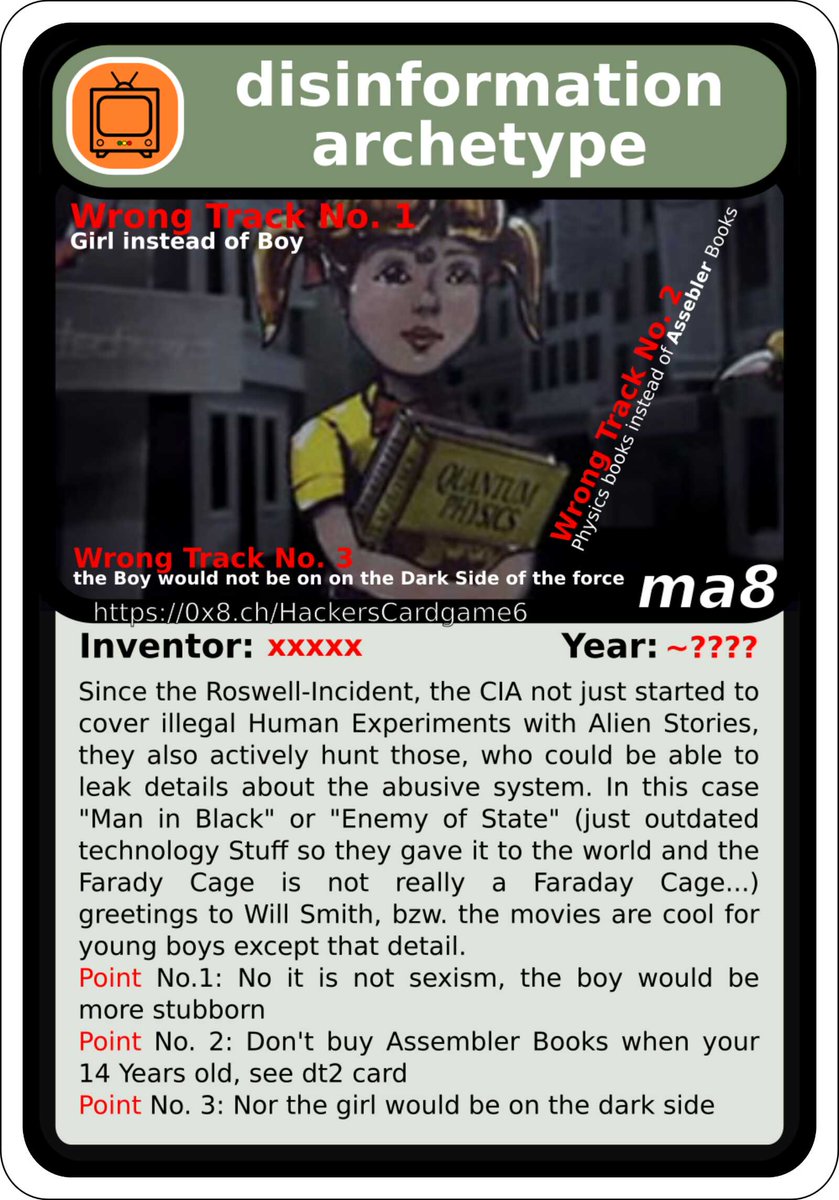 disinformation
archetype
Wrong Track No. 1
Girl instead of Boy
Wrong Track No. 2
Physics books instead of Assebler Books
QUANTUM
PHYSICS
Wrong Track No. 3
the Boy would not be on on the Dark Side of the force
ma8
https://0x8.ch/HackersCardgame6
Inventor: xxxxx Year: ~????
Since the Roswell-Incident, the CIA not just started to
cover illegal Human Experiments with Alien Stories,
they also actively hunt those, who could be able to
leak details about the abusive system. In this case
"Man in Black" or "Enemy of State" (just outdated
technology Stuff so they gave it to the world and the
Farady Cage is not really a Faraday Cage...)
greetings to Will Smith, bzw. the movies are cool for
young boys except that detail.
Point No.1: No it is not sexism, the boy would be
more stubborn
Point No. 2: Don't buy Assembler Books when your
14 Years old, see dt2 card
Point No. 3: Nor the girl would be on the dark side